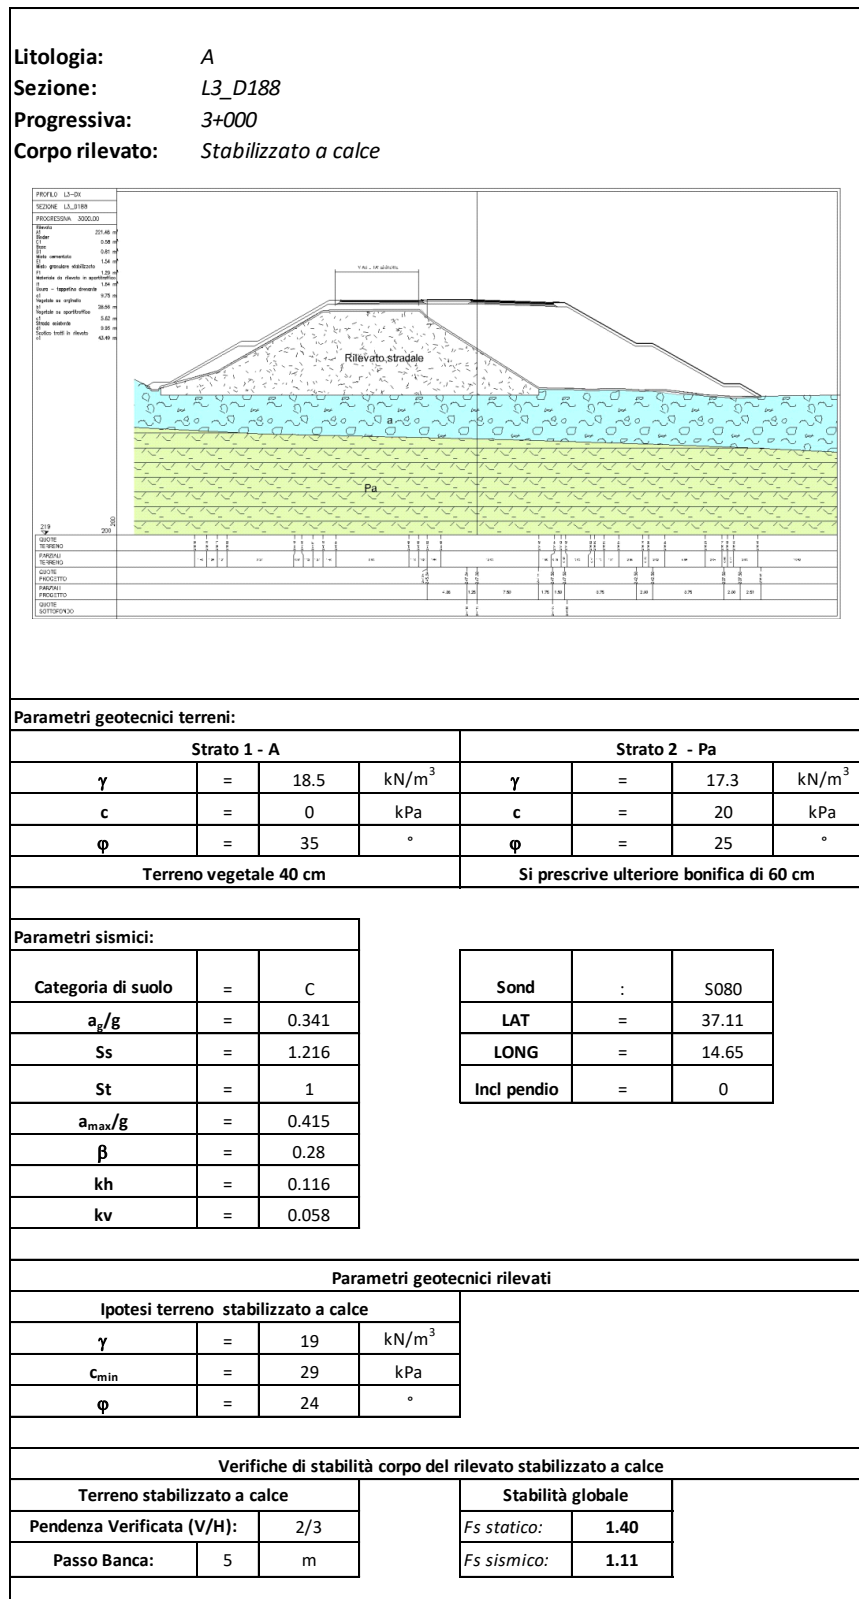 Litologia: A
Sezione: L3_D188
Progressiva: 3+000
Corpo rilevato: Stabilizzato a calce
PROFILO L3-DX
SEZIONE L3_D188
PROGRESSIVA 3000.00
Rilevato stradale
a
Pa
219
200
QUOTE TERRENO
PARZIALI TERRENO
QUOTE PROGETTO
PARZIALI PROGETTO
QUOTE SOTTOFONDO
Parametri geotecnici terreni:
Strato 1 - A Strato 2 - Pa
γ = 18.5 kN/m³ γ = 17.3 kN/m³
c = 0 kPa c = 20 kPa
φ = 35 ° φ = 25 °
Terreno vegetale 40 cm Si prescrive ulteriore bonifica di 60 cm
Parametri sismici:
Categoria di suolo = C Sond : S080
ag/g = 0.341 LAT = 37.11
Ss = 1.216 LONG = 14.65
St = 1 Incl pendio = 0
amax/g = 0.415
β = 0.28
kh = 0.116
kv = 0.058
Parametri geotecnici rilevati
Ipotesi terreno stabilizzato a calce
γ = 19 kN/m³
cmin = 29 kPa
φ = 24 °
Verifiche di stabilità corpo del rilevato stabilizzato a calce
Terreno stabilizzato a calce Stabilità globale
Pendenza Verificata (V/H): 2/3 Fs statico: 1.40
Passo Banca: 5 m Fs sismico: 1.11